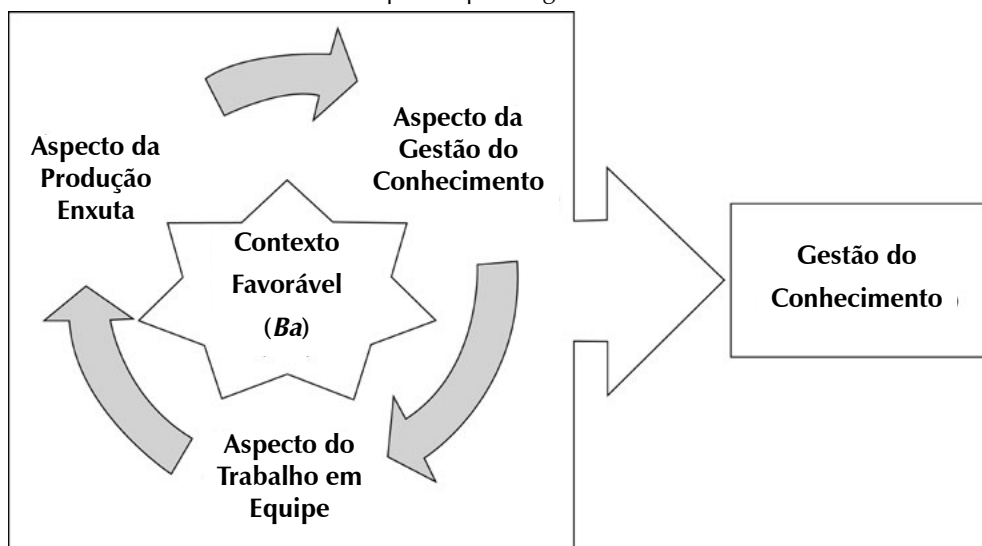 Aspecto da
Produção
Enxuta
Aspecto da
Gestão do
Conhecimento
Contexto
Favorável
(Ba)
Aspecto do
Trabalho em
Equipe
Gestão do
Conhecimento